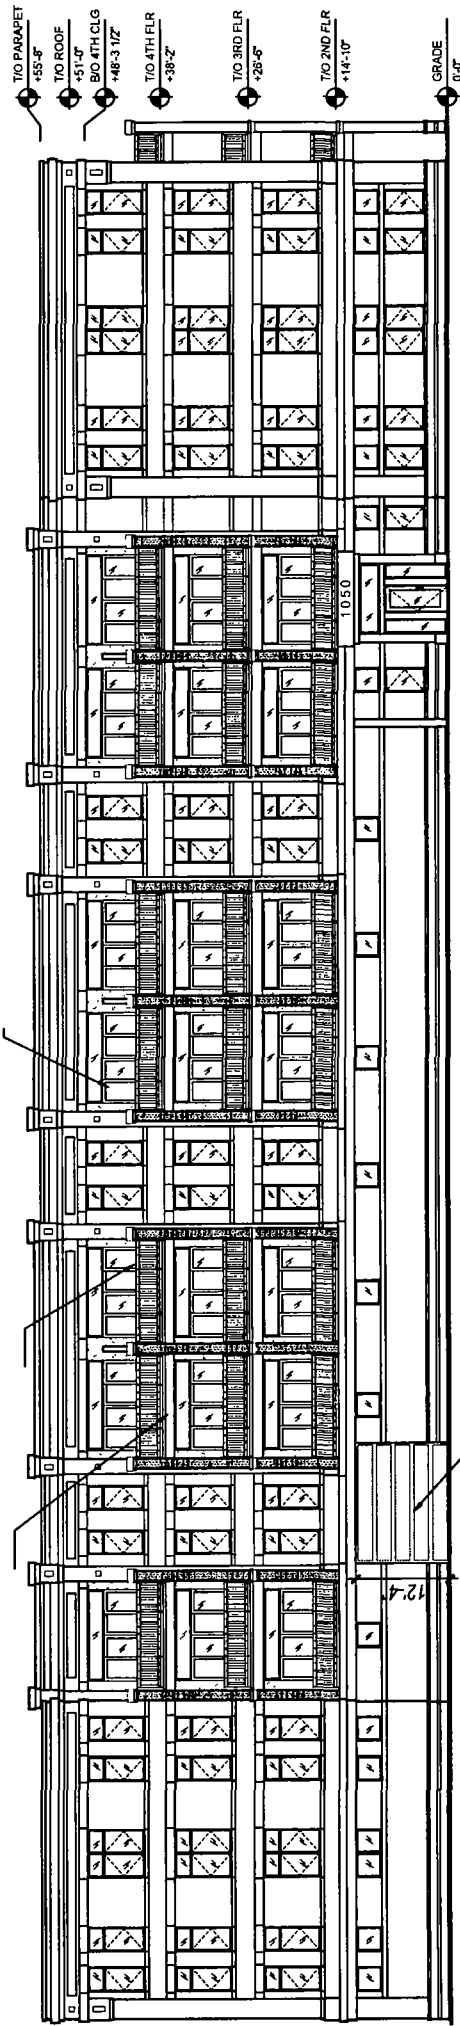 T/O PARAPET
+55'-8"
T/O ROOF
+51'-0"
B/O 4TH CLG
+48'-3 1/2"
T/O 4TH FLR
+38'-2"
T/O 3RD FLR
+26'-6"
T/O 2ND FLR
+14'-10"
GRADE
0'-0"
1050
12'-4"